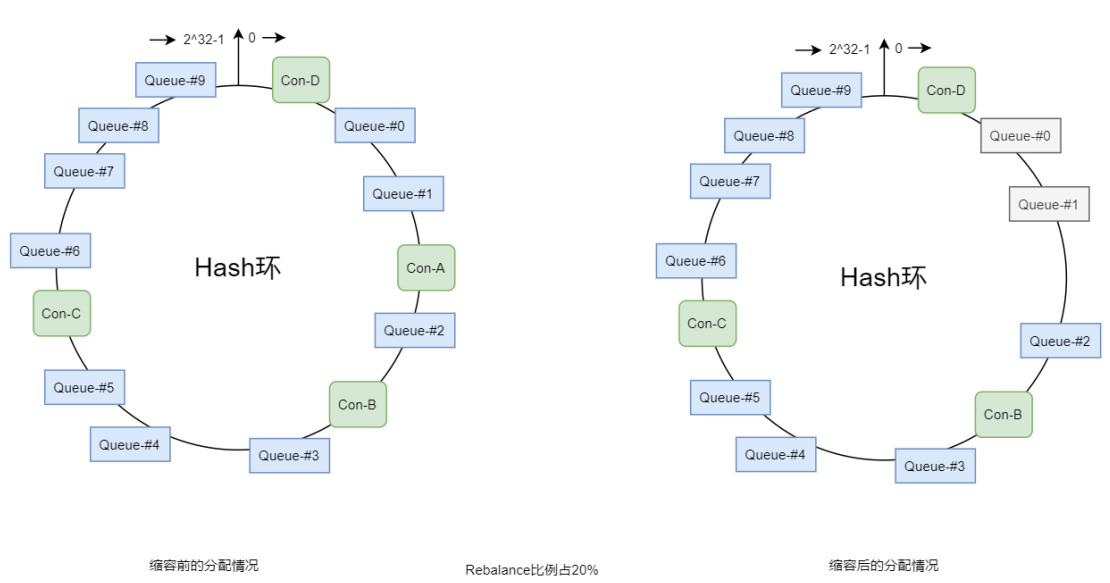 2^32-1
0
Queue-#9
Con-D
Queue-#8
Queue-#0
Queue-#7
Queue-#1
Queue-#6
Hash环
Con-A
Con-C
Queue-#2
Queue-#5
Con-B
Queue-#4
Queue-#3
缩容前的分配情况
2^32-1
0
Queue-#9
Con-D
Queue-#8
Queue-#0
Queue-#7
Queue-#1
Queue-#6
Hash环
Con-C
Queue-#2
Queue-#5
Con-B
Queue-#4
Queue-#3
缩容后的分配情况
Rebalance比例占20%